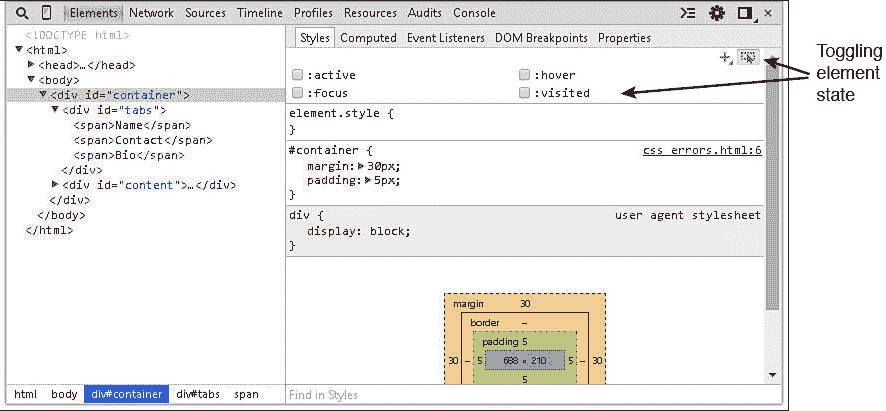 Elements Network Sources Timeline Profiles Resources Audits Console
<!DOCTYPE html>
<html>
<head>…</head>
<body>
<div id="container">
<div id="tabs">
<span>Name</span>
<span>Contact</span>
<span>Bio</span>
</div>
<div id="content">…</div>
</div>
</body>
</html>
html body div#container div#tabs span
Styles Computed Event Listeners DOM Breakpoints Properties
:active :hover
:focus :visited
element.style {
}
#container { css errors.html:6
margin: 30px;
padding: 5px;
}
div { user agent stylesheet
display: block;
}
margin 30
border –
padding 5
30 – 5 688 × 210 5 – 30
5
Find in Styles
Toggling
element
state